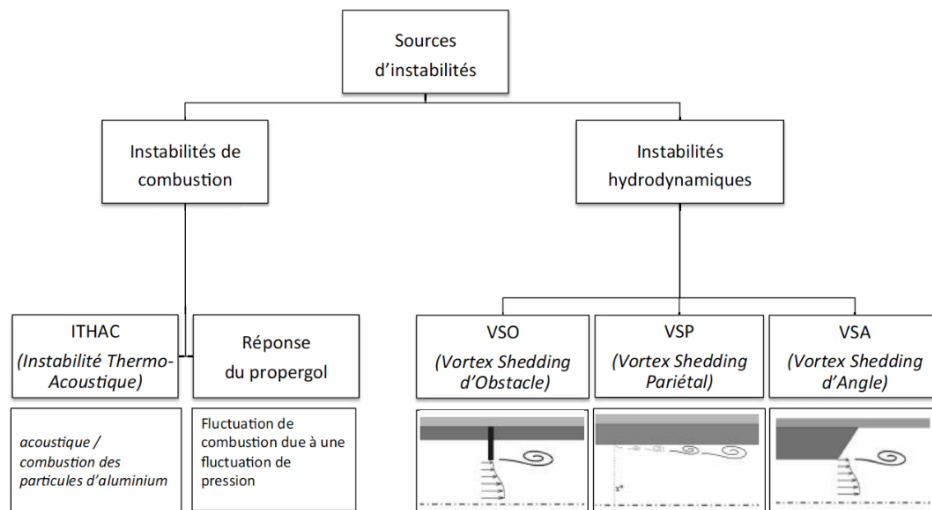 Sources
d'instabilités
Instabilités de
combustion
Instabilités
hydrodynamiques
ITHAC
(Instabilité Thermo-
Acoustique)
Réponse
du propergol
VSO
(Vortex Shedding
d'Obstacle)
VSP
(Vortex Shedding
Pariétal)
VSA
(Vortex Shedding
d'Angle)
acoustique /
combustion des
particules d'aluminium
Fluctuation de
combustion due à une
fluctuation de
pression